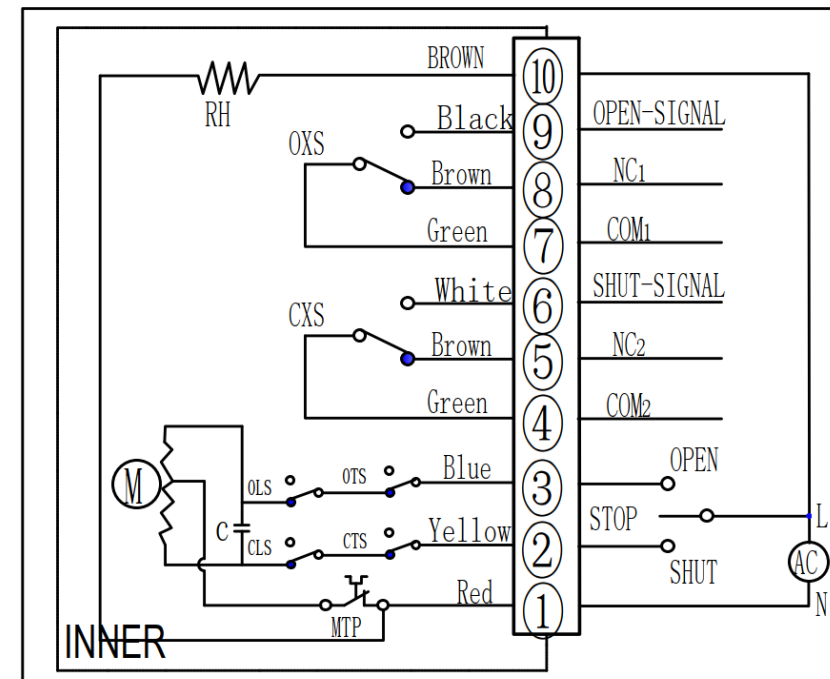 BROWN
10
RH
Black
9
OPEN-SIGNAL
OXS
Brown
8
NC1
Green
7
COM1
White
6
SHUT-SIGNAL
CXS
Brown
5
NC2
Green
4
COM2
M
OLS
OTS
Blue
3
OPEN
C
CLS
CTS
Yellow
2
STOP
L
SHUT
AC
MTP
Red
1
N
INNER